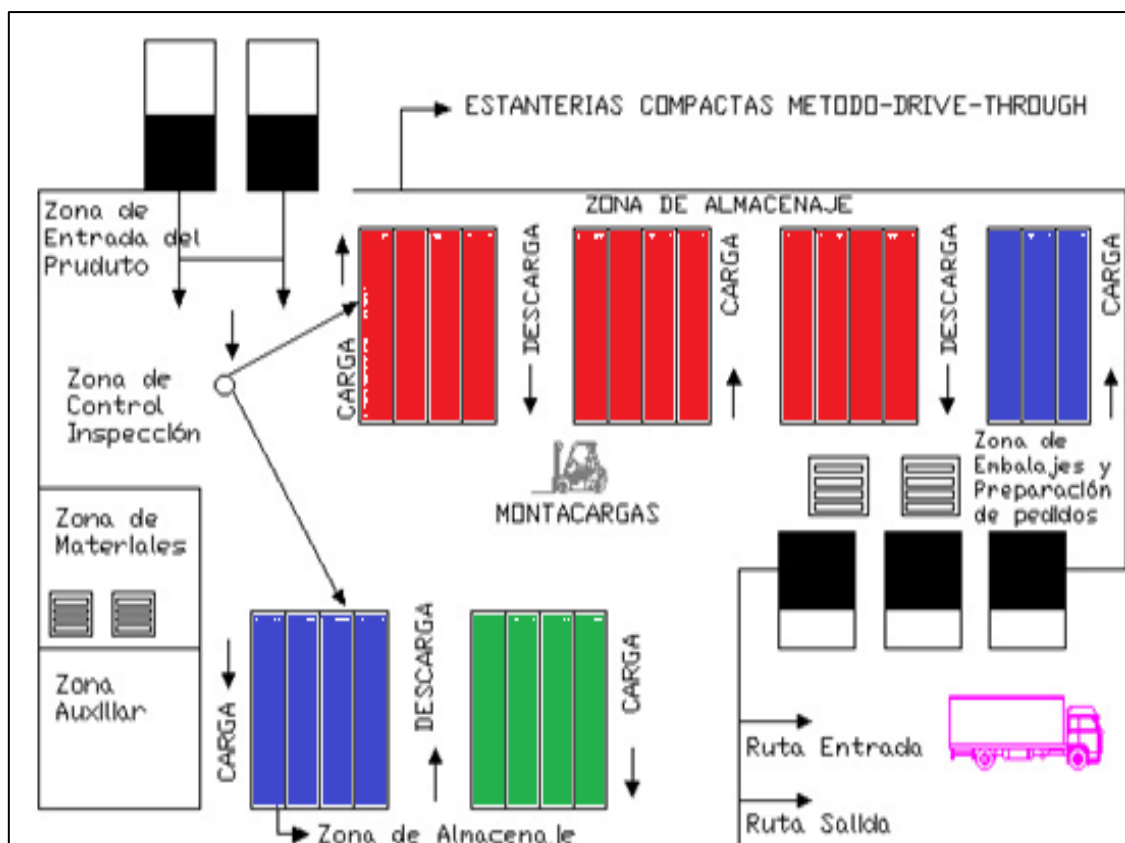 ESTANTERIAS COMPACTAS METODO-DRIVE-THROUGH
ZONA DE ALMACENAJE
Zona de
Entrada del
Pruduto
CARGA
DESCARGA
CARGA
DESCARGA
CARGA
Zona de
Control
Inspección
MONTACARGAS
Zona de
Embalajes y
Preparación
de pedidos
Zona de
Materiales
Zona
Auxiliar
CARGA
DESCARGA
CARGA
Ruta Entrada
Ruta Salida
Zona de Almacenaje